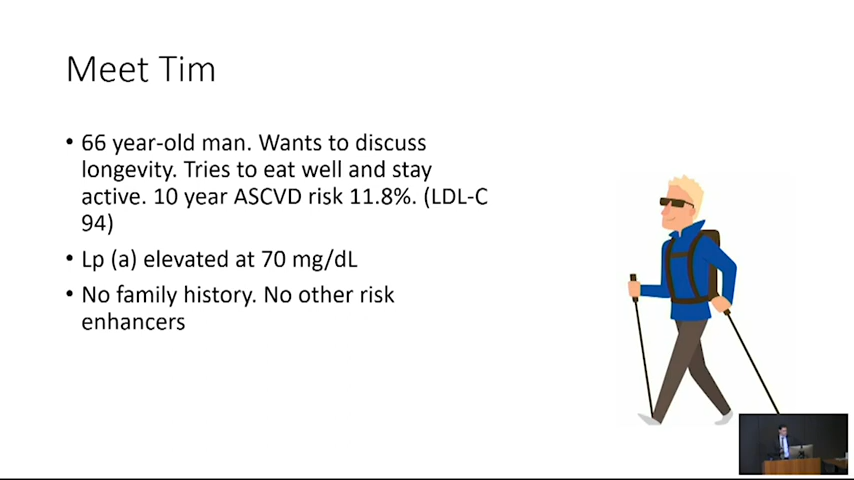 Meet Tim
• 66 year-old man. Wants to discuss
longevity. Tries to eat well and stay
active. 10 year ASCVD risk 11.8%. (LDL-C
94)
• Lp (a) elevated at 70 mg/dL
• No family history. No other risk
enhancers